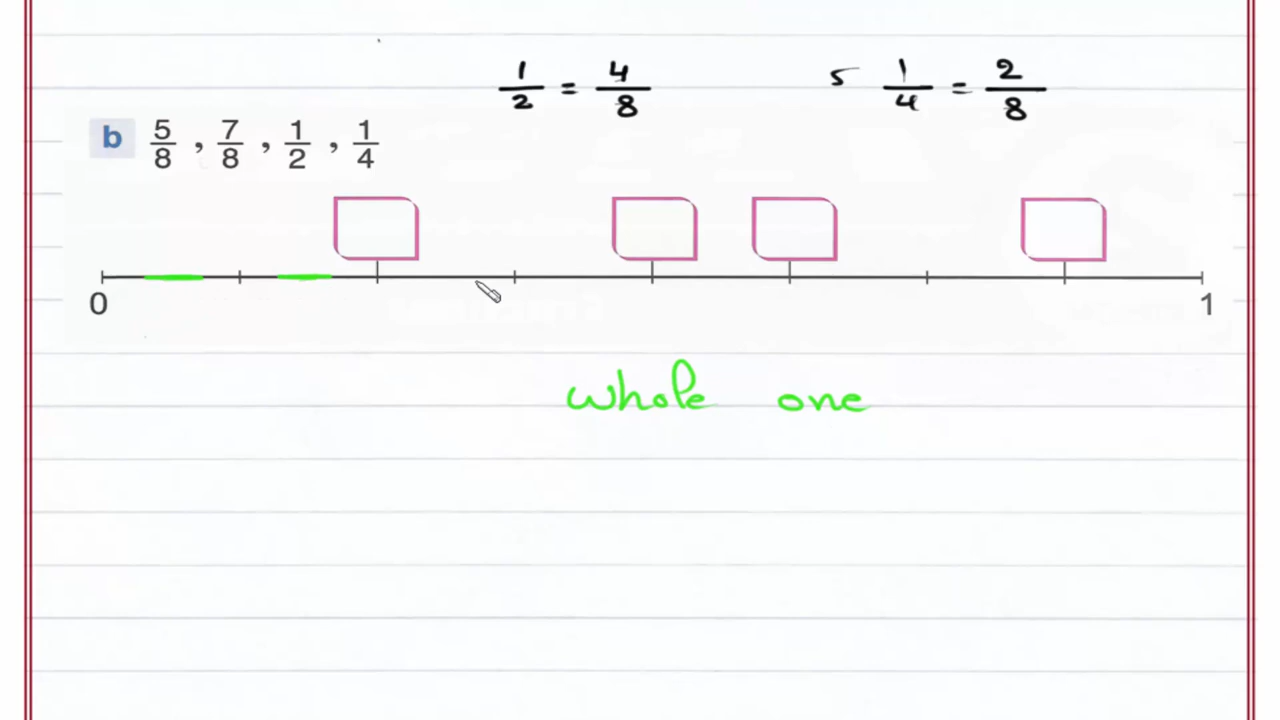 1/2 = 4/8 5 1/4 = 2/8
b 5/8 , 7/8 , 1/2 , 1/4
0 1
whole one